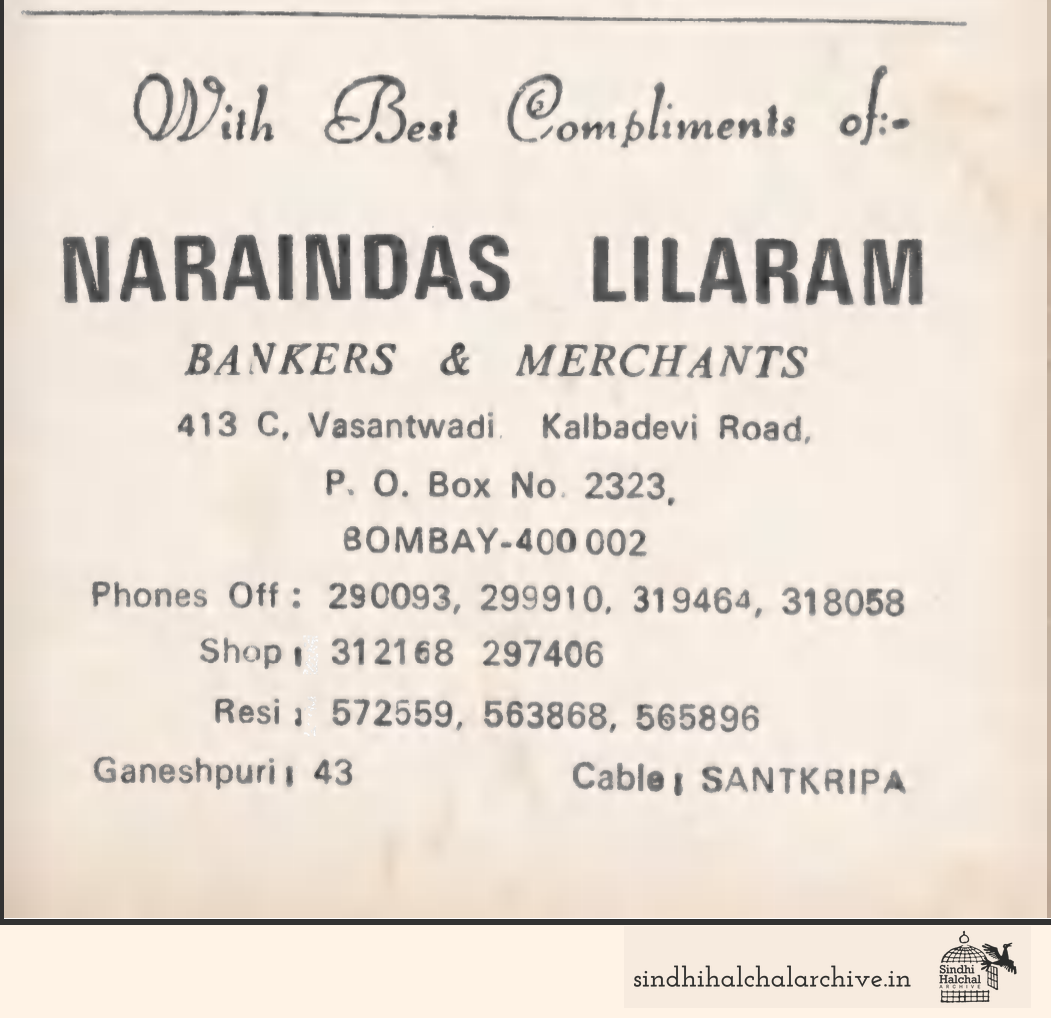 With Best Compliments of:-
NARAINDAS LILARAM
BANKERS & MERCHANTS
413 C, Vasantwadi. Kalbadevi Road,
P. O. Box No. 2323,
BOMBAY-400 002
Phones Off : 290093, 299910, 319464, 318058
Shop : 312168 297406
Resi : 572559, 563868, 565896
Ganeshpuri : 43 Cable : SANTKRIPA
sindhihalchalarchive.in
Sindhi
Halchal
ARCHIVE